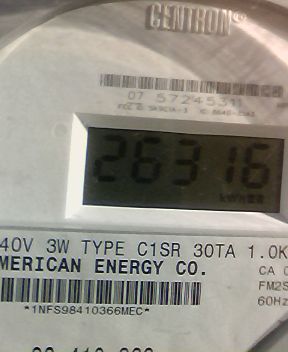 CENTRON®
07 57245311
26316
kWh
40V 3W TYPE C1SR 30TA 1.0K
MERICAN ENERGY CO.
CA 0
FM2S
60Hz
*1NFS98410366MEC*